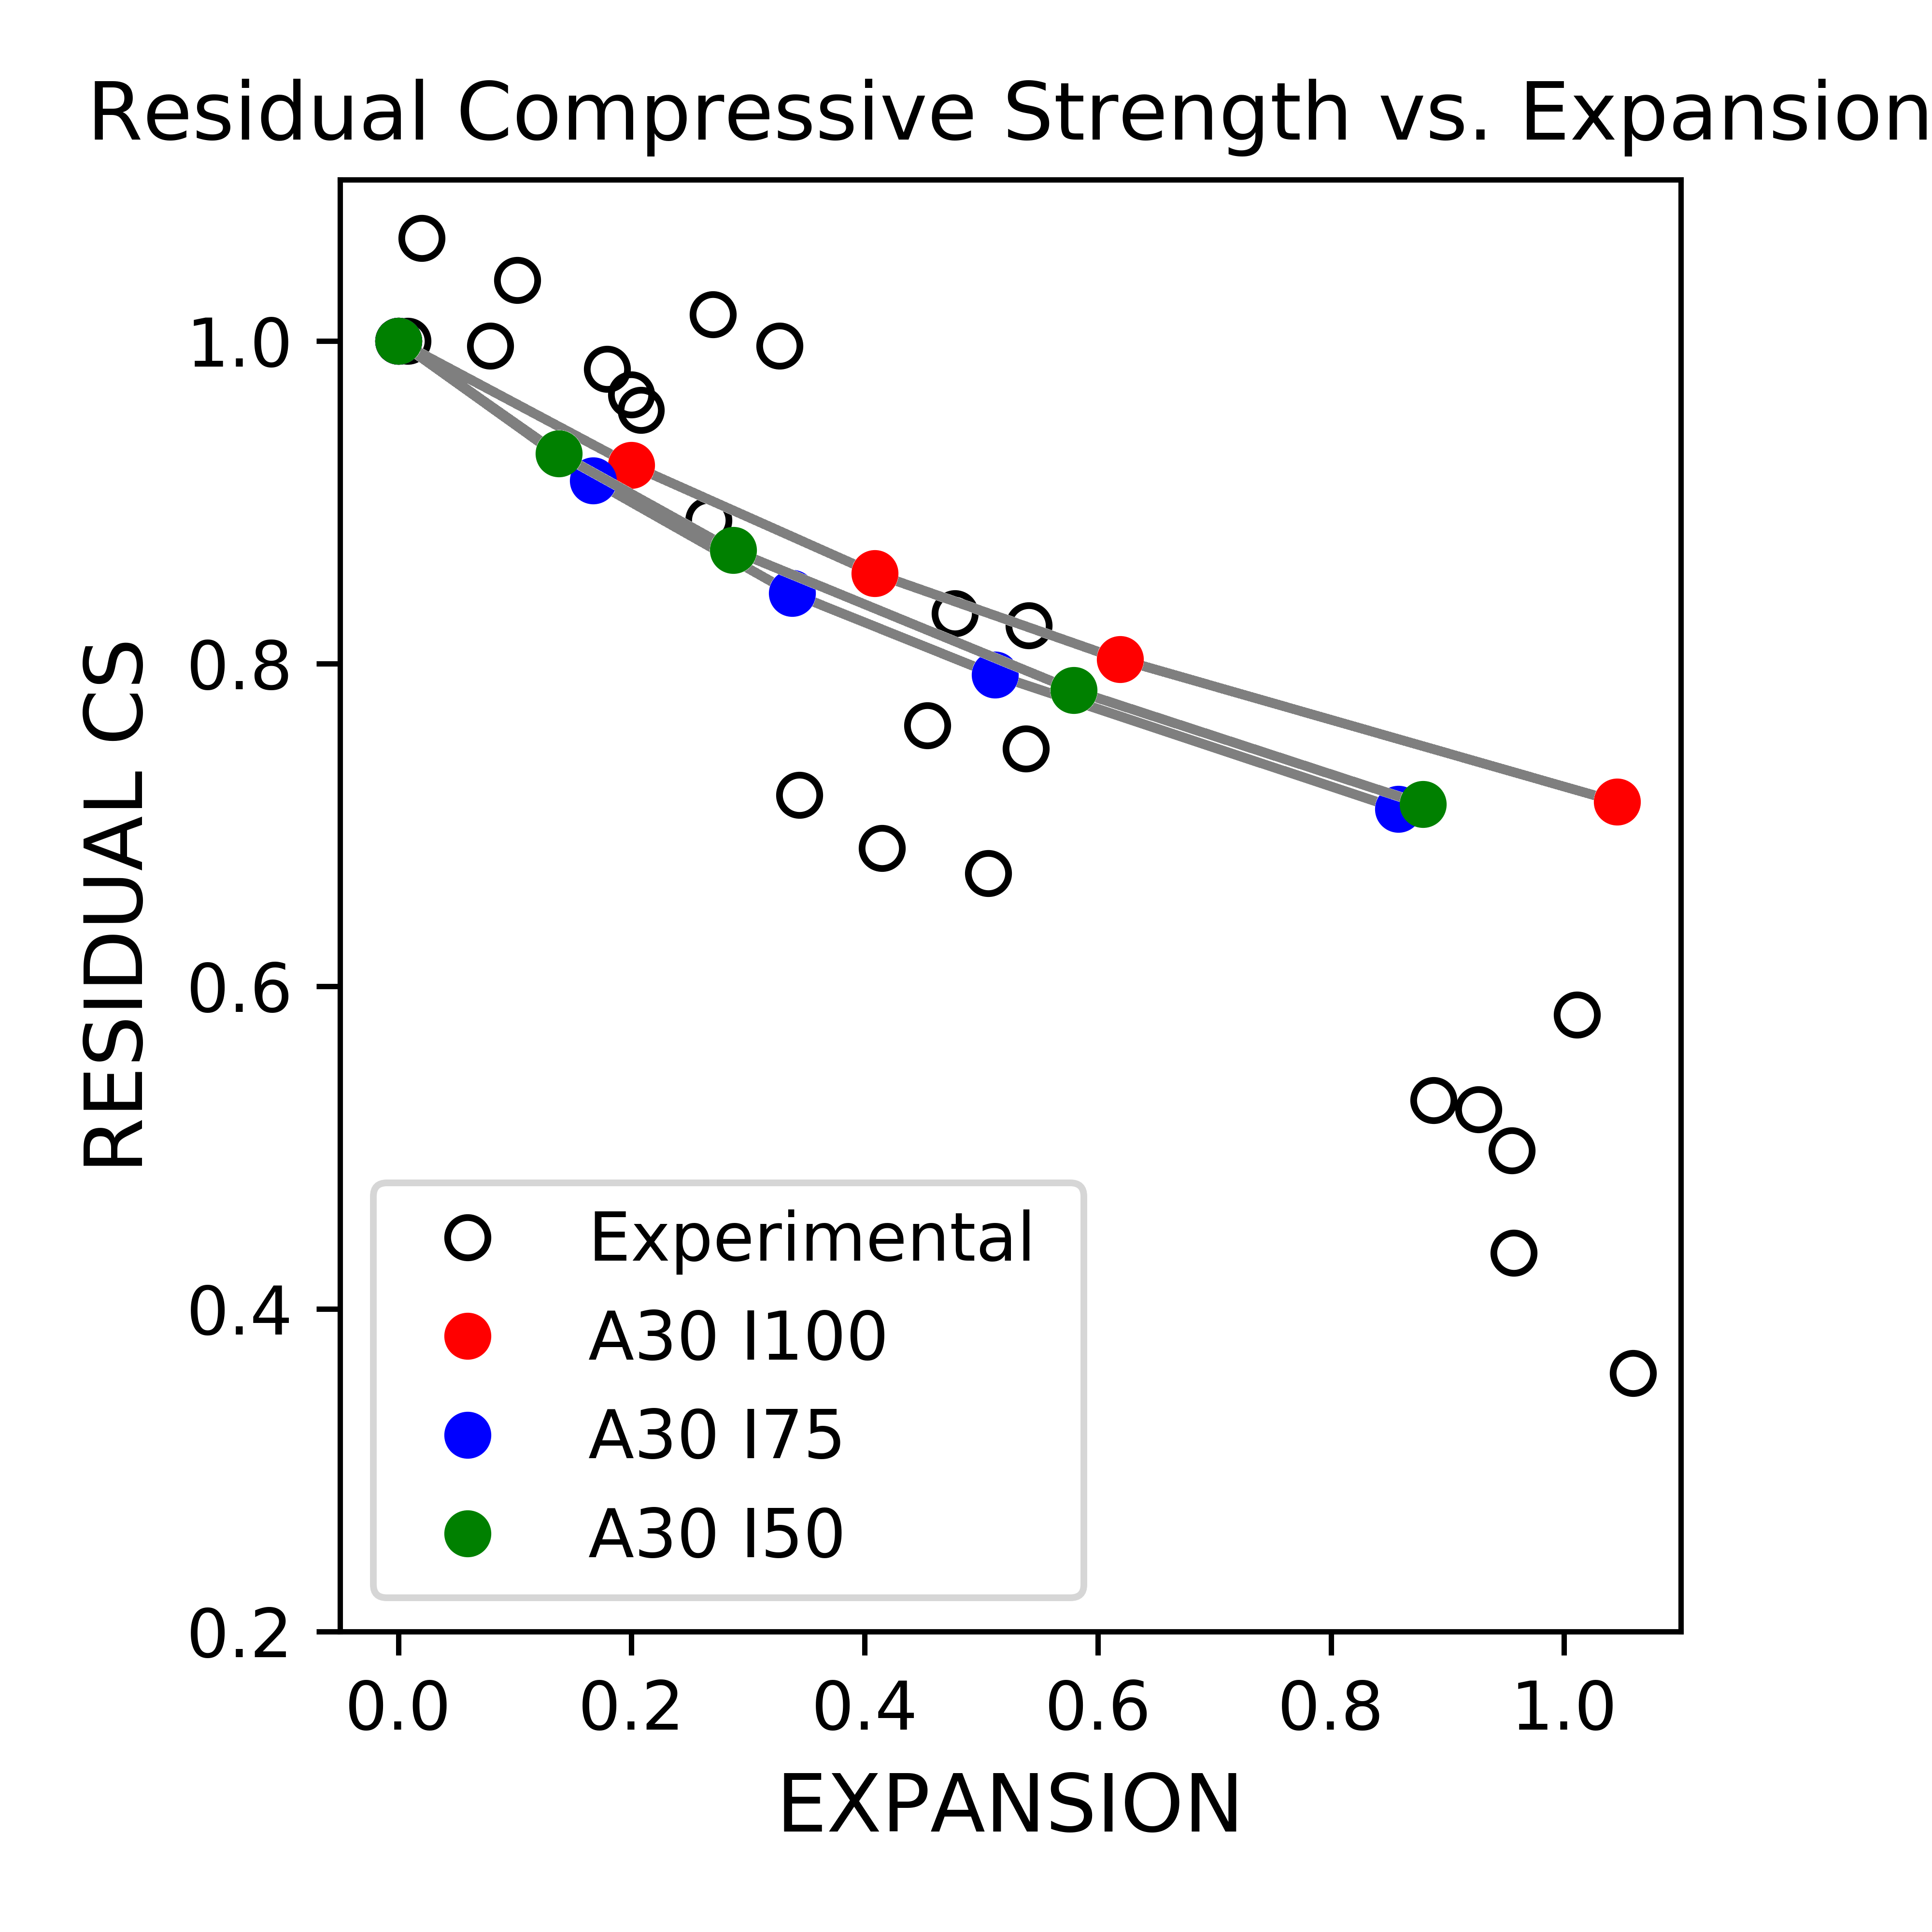 Residual Compressive Strength vs. Expansion
1.0
0.8
0.6
0.4
0.2
RESIDUAL CS
Experimental
A30 I100
A30 I75
A30 I50
0.0 0.2 0.4 0.6 0.8 1.0
EXPANSION